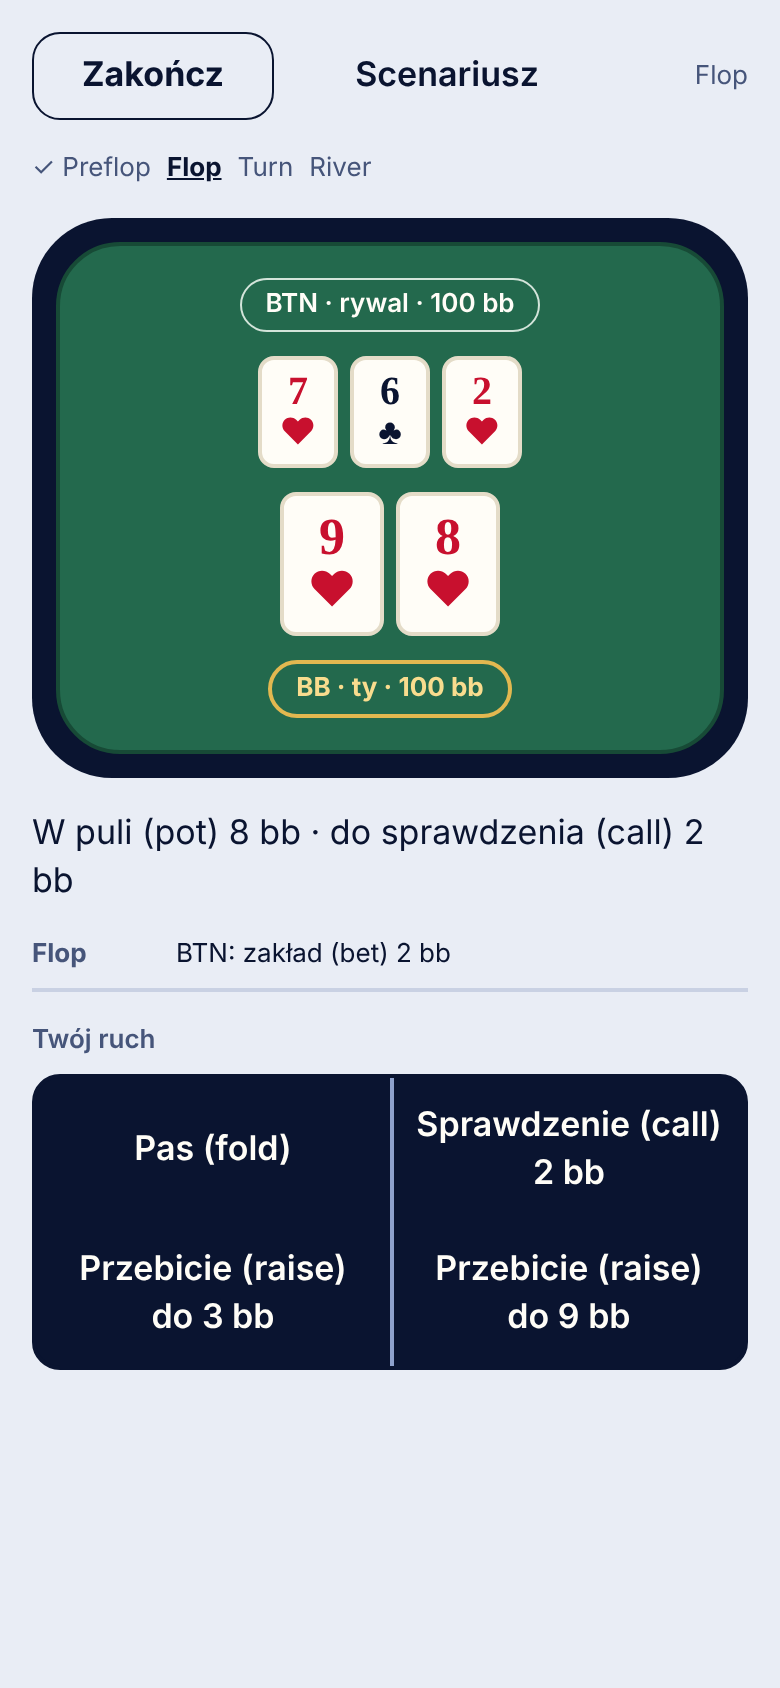 Zakończ
Scenariusz
Flop
✓ Preflop Flop Turn River
BTN · rywal · 100 bb
7 6 2
♥ ♣ ♥
9 8
♥ ♥
BB · ty · 100 bb
W puli (pot) 8 bb · do sprawdzenia (call) 2
bb
Flop BTN: zakład (bet) 2 bb
Twój ruch
Pas (fold)
Sprawdzenie (call)
2 bb
Przebicie (raise)
do 3 bb
Przebicie (raise)
do 9 bb